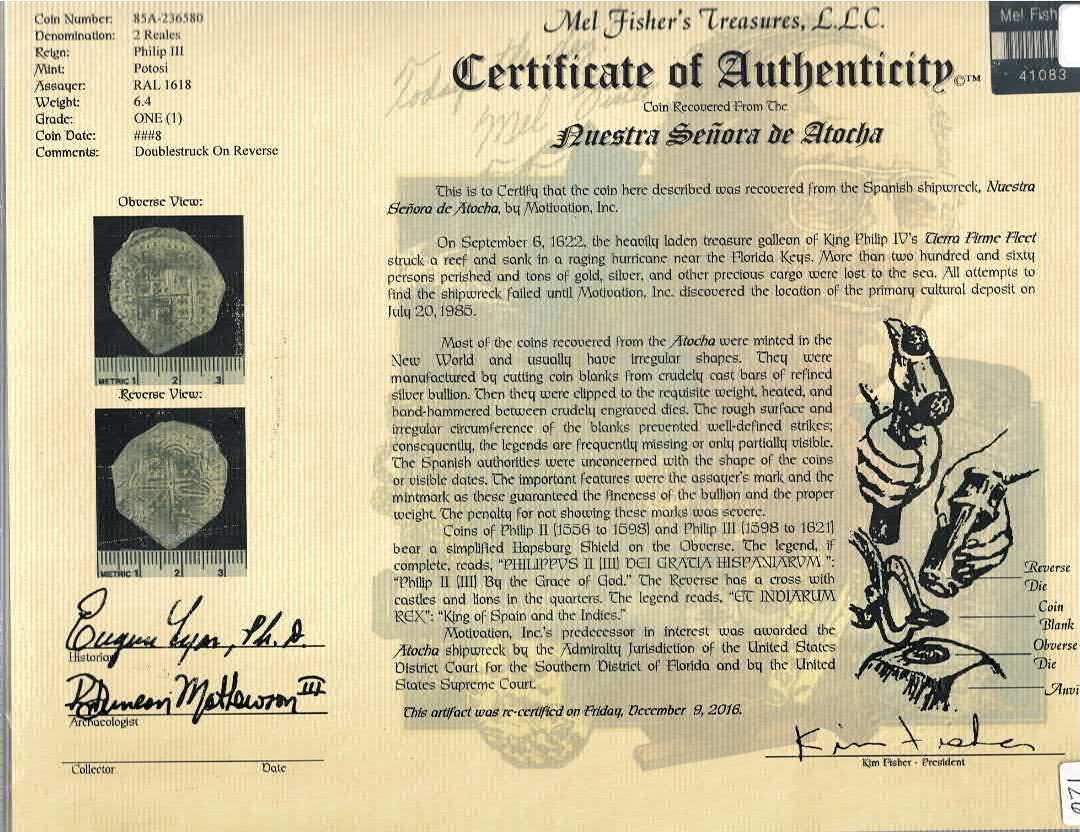 Coin Number: 85A-236580
Denomination: 2 Reales
Reign: Philip III
Mint: Potosi
Assayer: RAL 1618
Weight: 6.4
Grade: ONE (1)
Coin Date: ###8
Comments: Doublestruck On Reverse
Mel Fisher's Treasures, L.L.C.
Certificate of Authenticity ©™
Coin Recovered From The
Nuestra Señora de Atocha
Mel Fish
41083
Today
Mel
This is to Certify that the coin here described was recovered from the Spanish shipwreck, Nuestra
Señora de Atocha, by Motivation, Inc.
On September 6, 1622, the heavily laden treasure galleon of King Philip IV's Tierra Firme Fleet
struck a reef and sank in a raging hurricane near the Florida Keys. More than two hundred and sixty
persons perished and tons of gold, silver, and other precious cargo were lost to the sea. All attempts to
find the shipwreck failed until Motivation, Inc. discovered the location of the primary cultural deposit on
July 20, 1985.
Most of the coins recovered from the Atocha were minted in the
New World and usually have irregular shapes. They were
manufactured by cutting coin blanks from crudely cast bars of refined
silver bullion. Then they were clipped to the requisite weight, heated, and
hand-hammered between crudely engraved dies. The rough surface and
irregular circumference of the blanks prevented well-defined strikes;
consequently, the legends are frequently missing or only partially visible.
The Spanish authorities were unconcerned with the shape of the coins
or visible dates. The important features were the assayer's mark and the
mintmark as these guaranteed the fineness of the bullion and the proper
weight. The penalty for not showing these marks was severe.
Coins of Philip II (1556 to 1598) and Philip III (1598 to 1621)
bear a simplified Hapsburg Shield on the Obverse. The legend, if
complete, reads, "PHILIPPVS II (III) DEI GRATIA HISPANIARVM ":
"Philip II (III) By the Grace of God." The Reverse has a cross with
castles and lions in the quarters. The legend reads, "ET INDIARUM
REX": "King of Spain and the Indies."
Motivation, Inc.'s predecessor in interest was awarded the
Atocha shipwreck by the Admiralty Jurisdiction of the United States
District Court for the Southern District of Florida and by the United
States Supreme Court.
This artifact was re-certified on Friday, December 9, 2016.
Obverse View:
METRIC 1 2 3
Reverse View:
METRIC 1 2 3
Eugene Lyon, Ph. D.
Historian
R Duncan Mathewson III
Archaeologist
Collector Date
Reverse
Die
Coin
Blank
Obverse
Die
Anvi
Kim Fisher
Kim Fisher - President